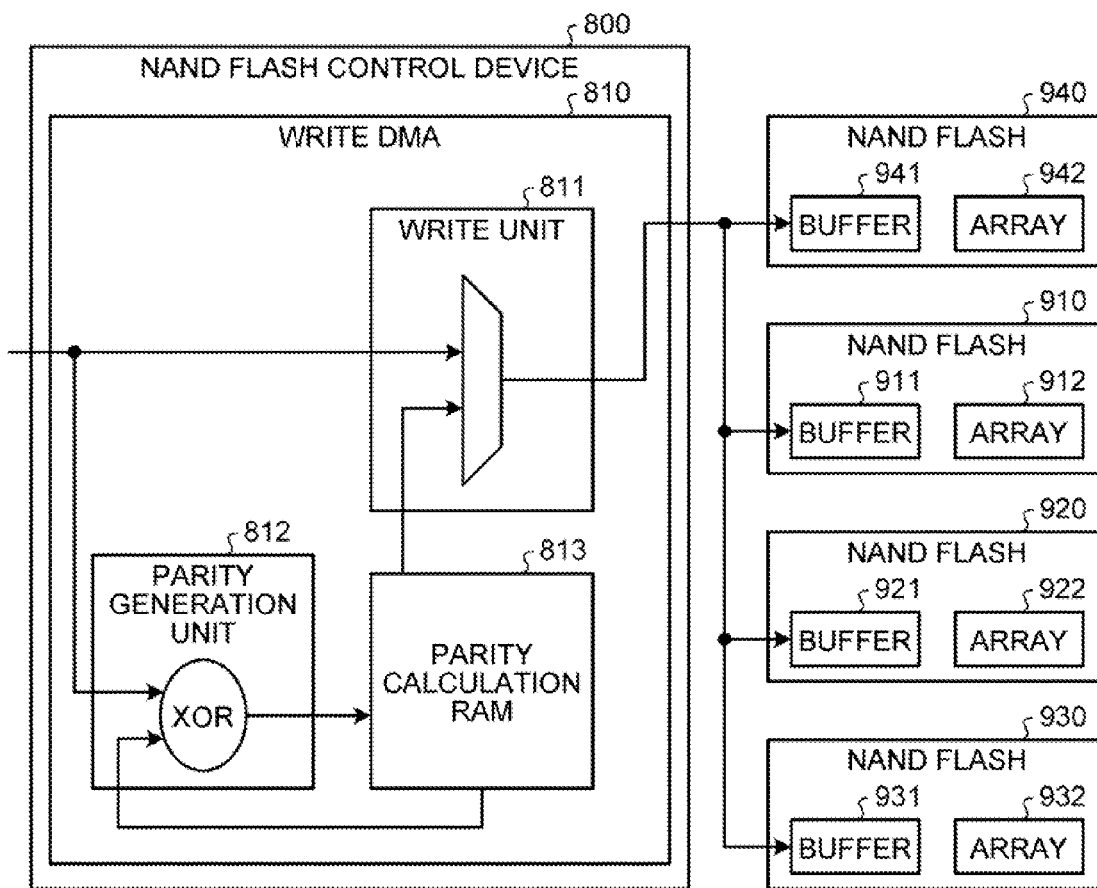 800
NAND FLASH CONTROL DEVICE
810
WRITE DMA
811
WRITE UNIT
812
PARITY
GENERATION
UNIT
XOR
813
PARITY
CALCULATION
RAM
940
NAND FLASH
941
942
BUFFER
ARRAY
910
NAND FLASH
911
912
BUFFER
ARRAY
920
NAND FLASH
921
922
BUFFER
ARRAY
930
NAND FLASH
931
932
BUFFER
ARRAY